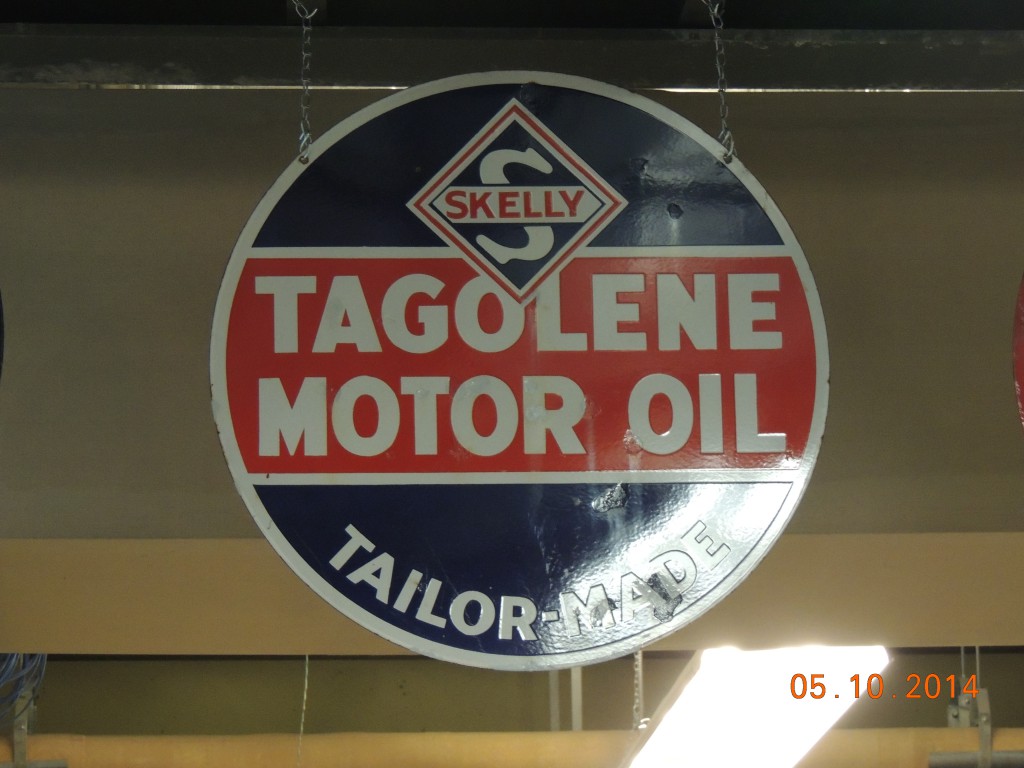 S
SKELLY
TAGOLENE
MOTOR OIL
TAILOR-MADE
05.10.2014